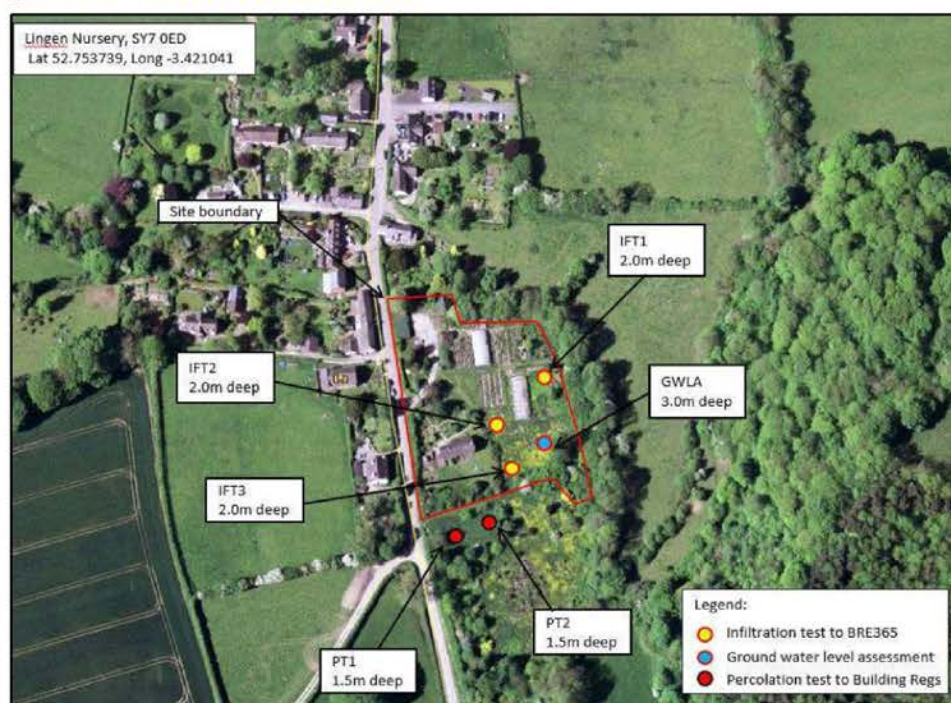 Lingen Nursery, SY7 0ED
Lat 52.753739, Long -3.421041
Site boundary
IFT1
2.0m deep
IFT2
2.0m deep
GWLA
3.0m deep
IFT3
2.0m deep
PT2
1.5m deep
PT1
1.5m deep
Legend:
Infiltration test to BRE365
Ground water level assessment
Percolation test to Building Regs